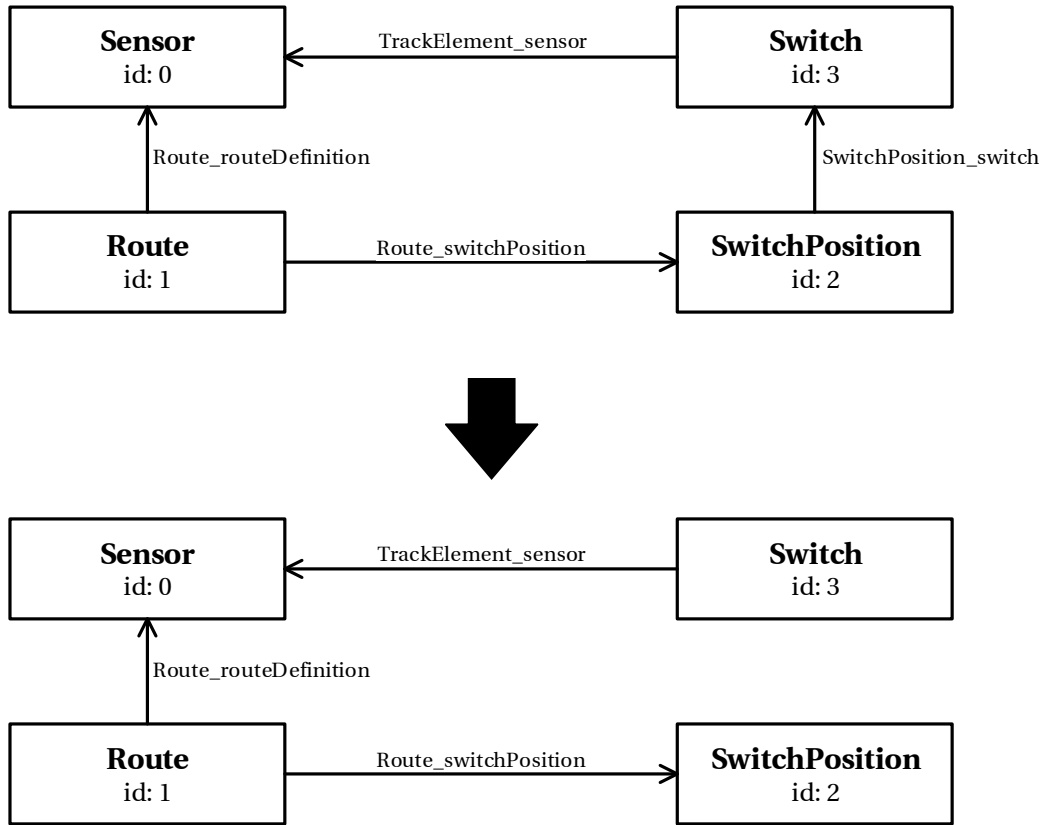 Sensor
id: 0
TrackElement_sensor
Switch
id: 3
Route_routeDefinition
SwitchPosition_switch
Route
id: 1
Route_switchPosition
SwitchPosition
id: 2
Sensor
id: 0
TrackElement_sensor
Switch
id: 3
Route_routeDefinition
Route
id: 1
Route_switchPosition
SwitchPosition
id: 2